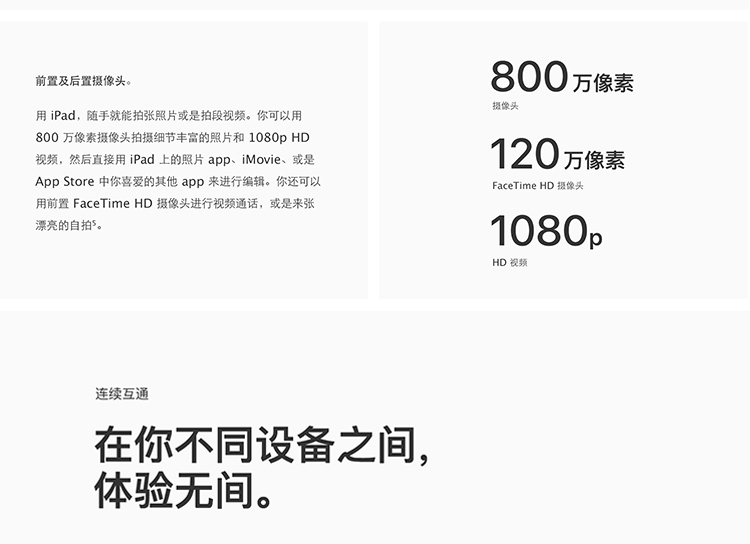 前置及后置摄像头。
用 iPad，随手就能拍张照片或是拍段视频。你可以用
800 万像素摄像头拍摄细节丰富的照片和 1080p HD
视频，然后直接用 iPad 上的照片 app、iMovie、或是
App Store 中你喜爱的其他 app 来进行编辑。你还可以
用前置 FaceTime HD 摄像头进行视频通话，或是来张
漂亮的自拍⁵。
800 万像素
摄像头
120 万像素
FaceTime HD 摄像头
1080p
HD 视频
连续互通
在你不同设备之间，
体验无间。